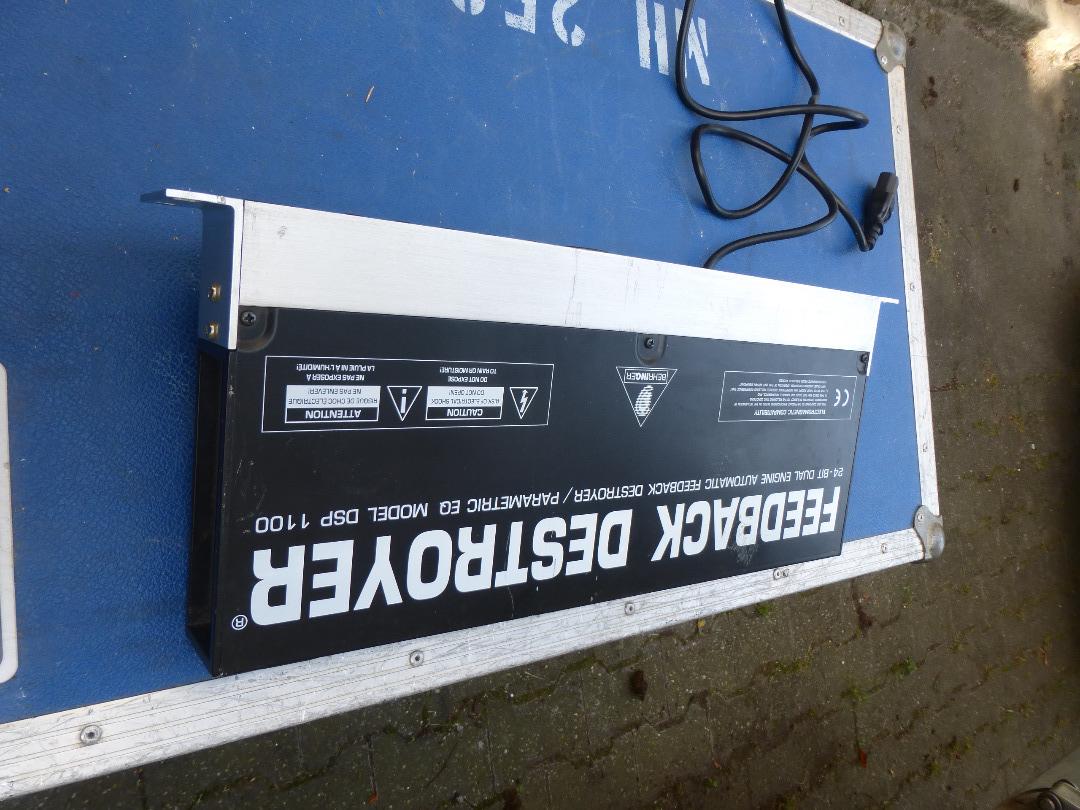 FEEDBACK DESTROYER®
24-BIT DUAL ENGINE AUTOMATIC FEEDBACK DESTROYER / PARAMETRIC EQ MODEL DSP 1100
CE
ELECTROMAGNETIC COMPATIBILITY
BEHRINGER
CAUTION
RISK OF ELECTRICAL SHOCK
DO NOT OPEN!
DO NOT EXPOSE
TO RAIN OR MOISTURE!
ATTENTION
RISQUE DE CHOC ELECTRIQUE
NE PAS ENLEVER!
NE PAS EXPOSER A
LA PLUIE NI A L'HUMIDITE!